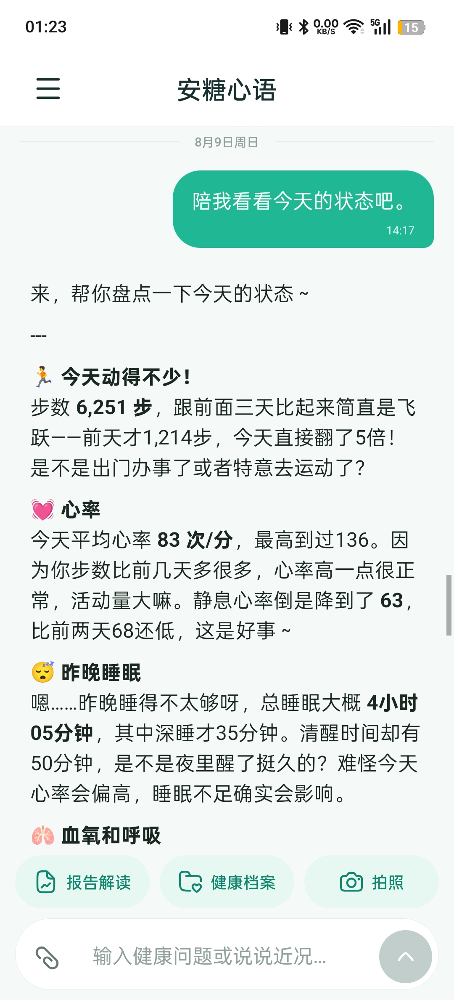 01:23
0.00 KB/S 5G 15
安糖心语
8月9日周日
陪我看看今天的状态吧。
14:17
来，帮你盘点一下今天的状态～
---
🏃 今天动得不少！
步数 6,251 步，跟前面三天比起来简直是飞
跃——前天才1,214步，今天直接翻了5倍！
是不是出门办事了或者特意去运动了？
💓 心率
今天平均心率 83 次/分，最高到过136。因
为你步数比前几天多很多，心率高一点很正
常，活动量大嘛。静息心率倒是降到了 63，
比前两天68还低，这是好事～
😴 昨晚睡眠
嗯……昨晚睡得不太够呀，总睡眠大概 4小时
05分钟，其中深睡才35分钟。清醒时间却有
50分钟，是不是夜里醒了挺久的？难怪今天
心率会偏高，睡眠不足确实会影响。
🫁 血氧和呼吸
报告解读 健康档案 拍照
输入健康问题或说说近况...